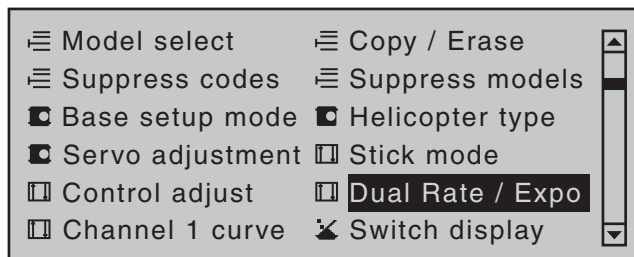 Model select Copy / Erase
Suppress codes Suppress models
Base setup mode Helicopter type
Servo adjustment Stick mode
Control adjust Dual Rate / Expo
Channel 1 curve Switch display